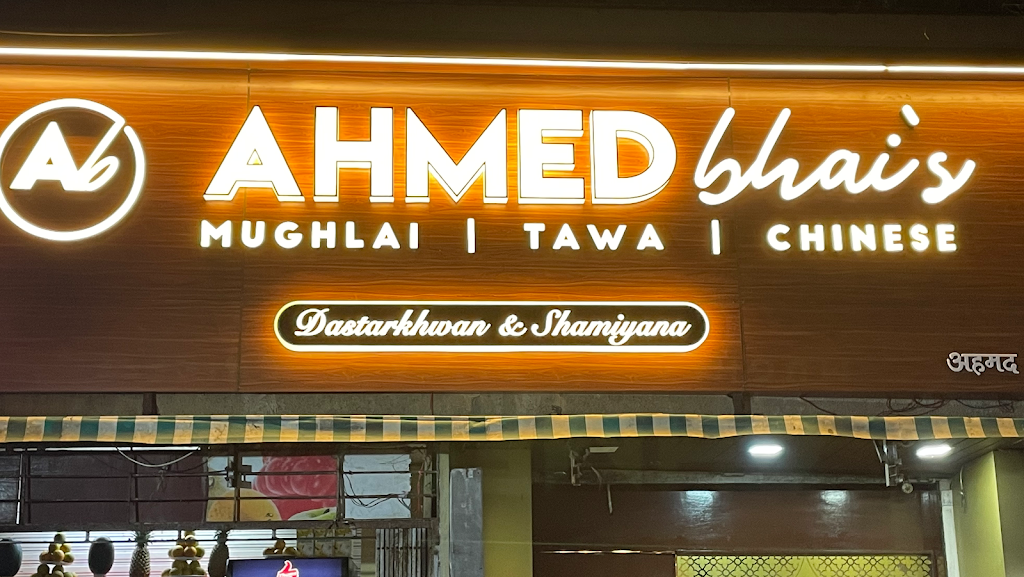 Ab
AHMED bhai's
MUGHLAI | TAWA | CHINESE
Dastarkhwan & Shamiyana
अहमद